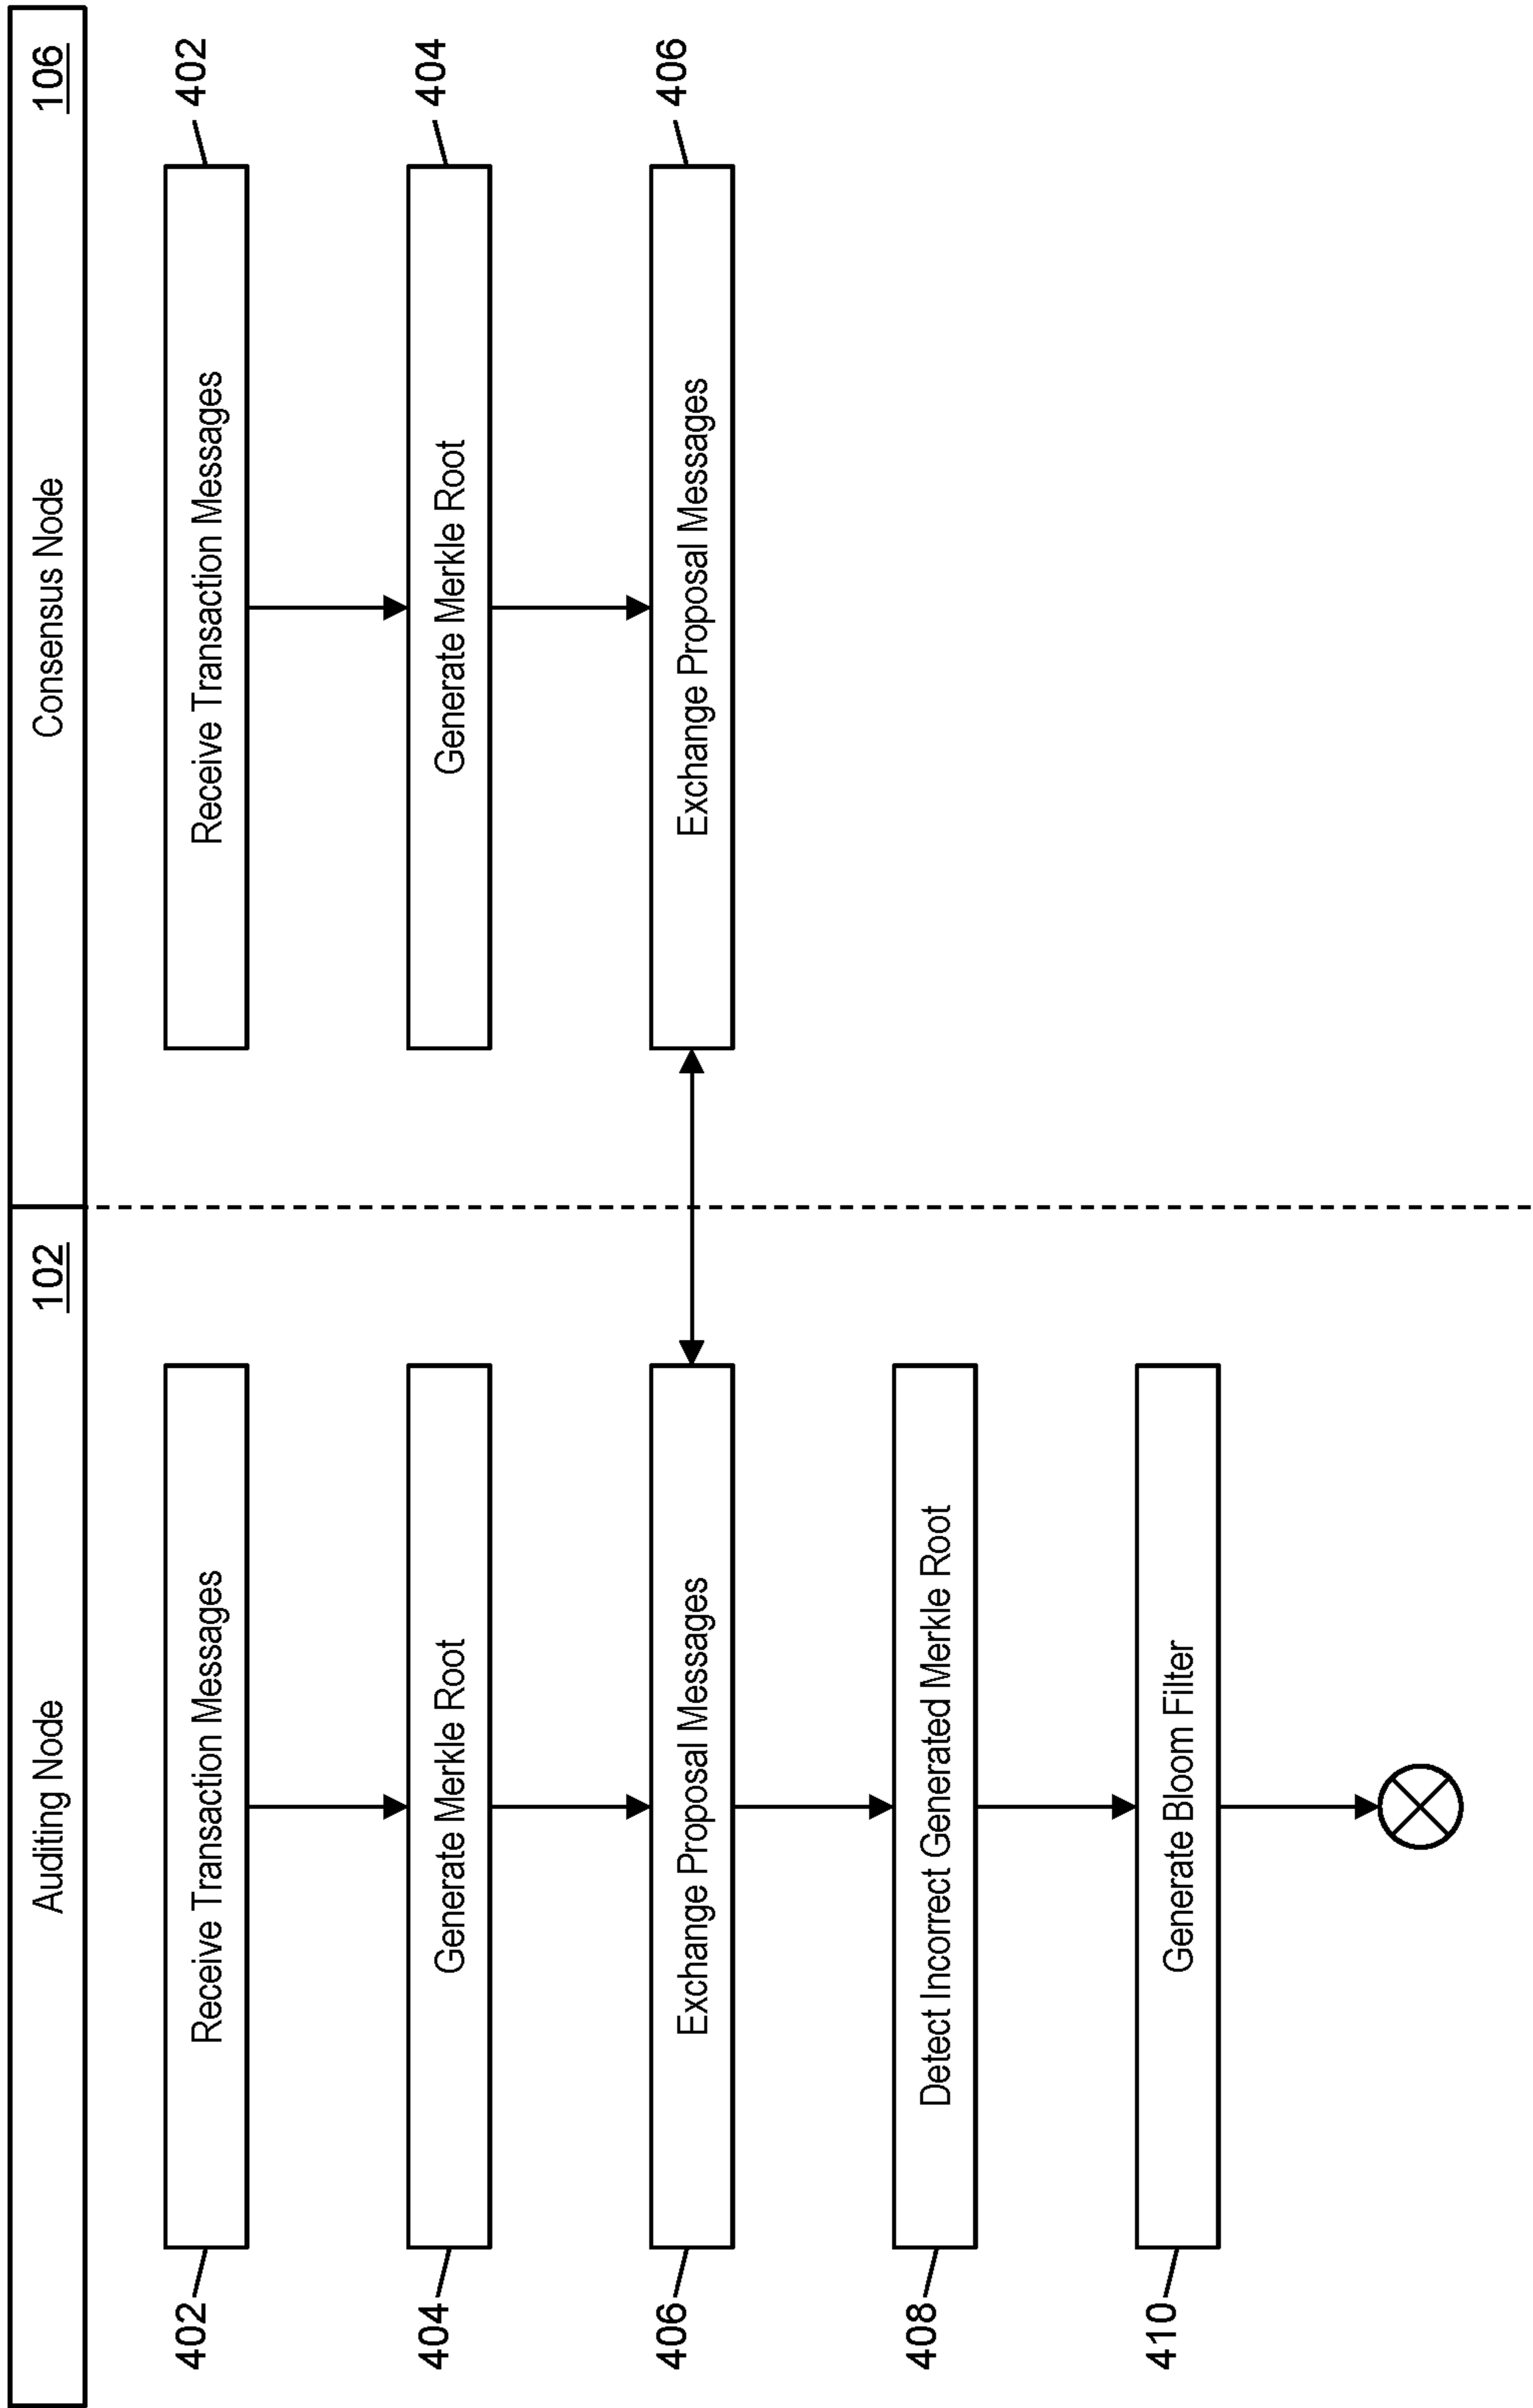 Auditing Node 102
Consensus Node 106
402 Receive Transaction Messages
Receive Transaction Messages 402
404 Generate Merkle Root
Generate Merkle Root 404
406 Exchange Proposal Messages
Exchange Proposal Messages 406
408 Detect Incorrect Generated Merkle Root
410 Generate Bloom Filter